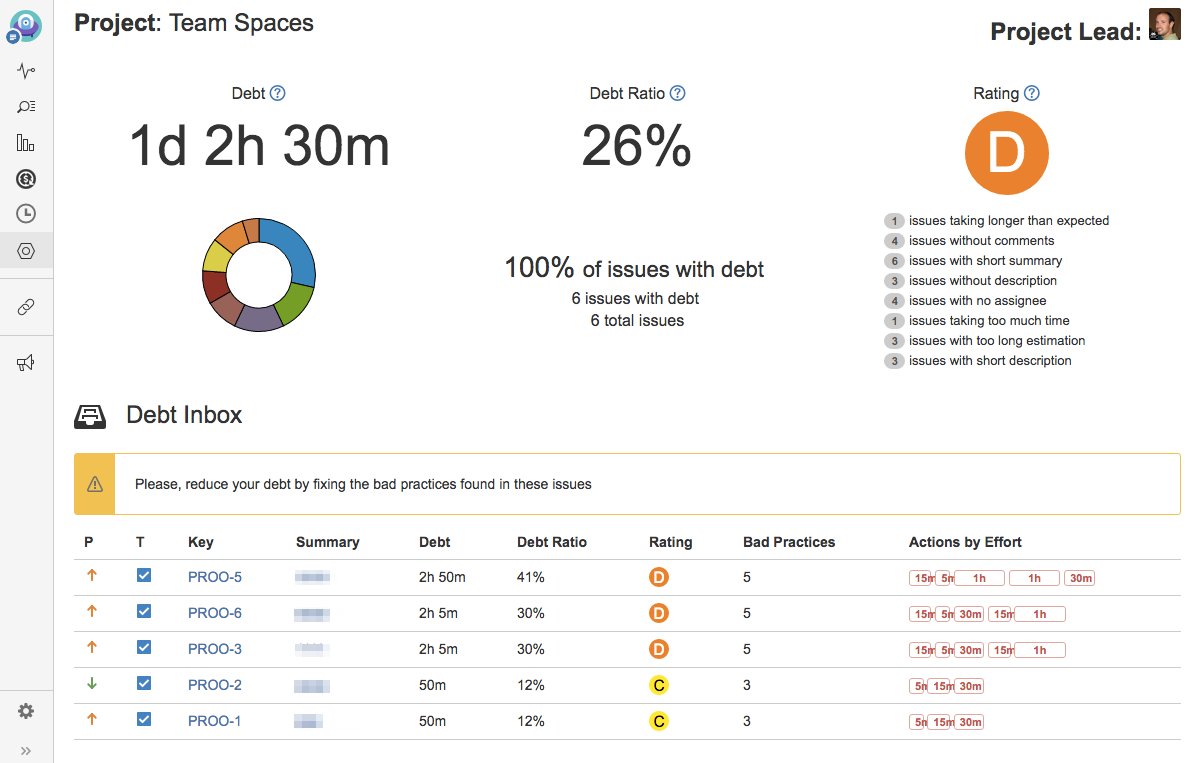 Project: Team Spaces
Project Lead:
Debt ?
1d 2h 30m
Debt Ratio ?
26%
Rating ?
D
100% of issues with debt
6 issues with debt
6 total issues
1 issues taking longer than expected
4 issues without comments
6 issues with short summary
3 issues without description
4 issues with no assignee
1 issues taking too much time
3 issues with too long estimation
3 issues with short description
Debt Inbox
Please, reduce your debt by fixing the bad practices found in these issues
P T Key Summary Debt Debt Ratio Rating Bad Practices Actions by Effort
PROO-5 2h 50m 41% D 5 15m 5m 1h 1h 30m
PROO-6 2h 5m 30% D 5 15m 5m 30m 15m 1h
PROO-3 2h 5m 30% D 5 15m 5m 30m 15m 1h
PROO-2 50m 12% C 3 5m 15m 30m
PROO-1 50m 12% C 3 5m 15m 30m